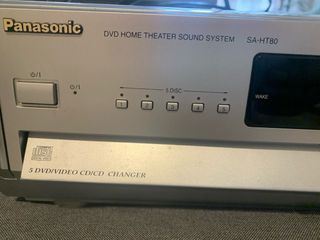 Panasonic
DVD HOME THEATER SOUND SYSTEM SA-HT80
⏻/I
⏻/I
5 DISC
1 2 3 4 5
WAKE
5 DVD/VIDEO CD/CD CHANGER